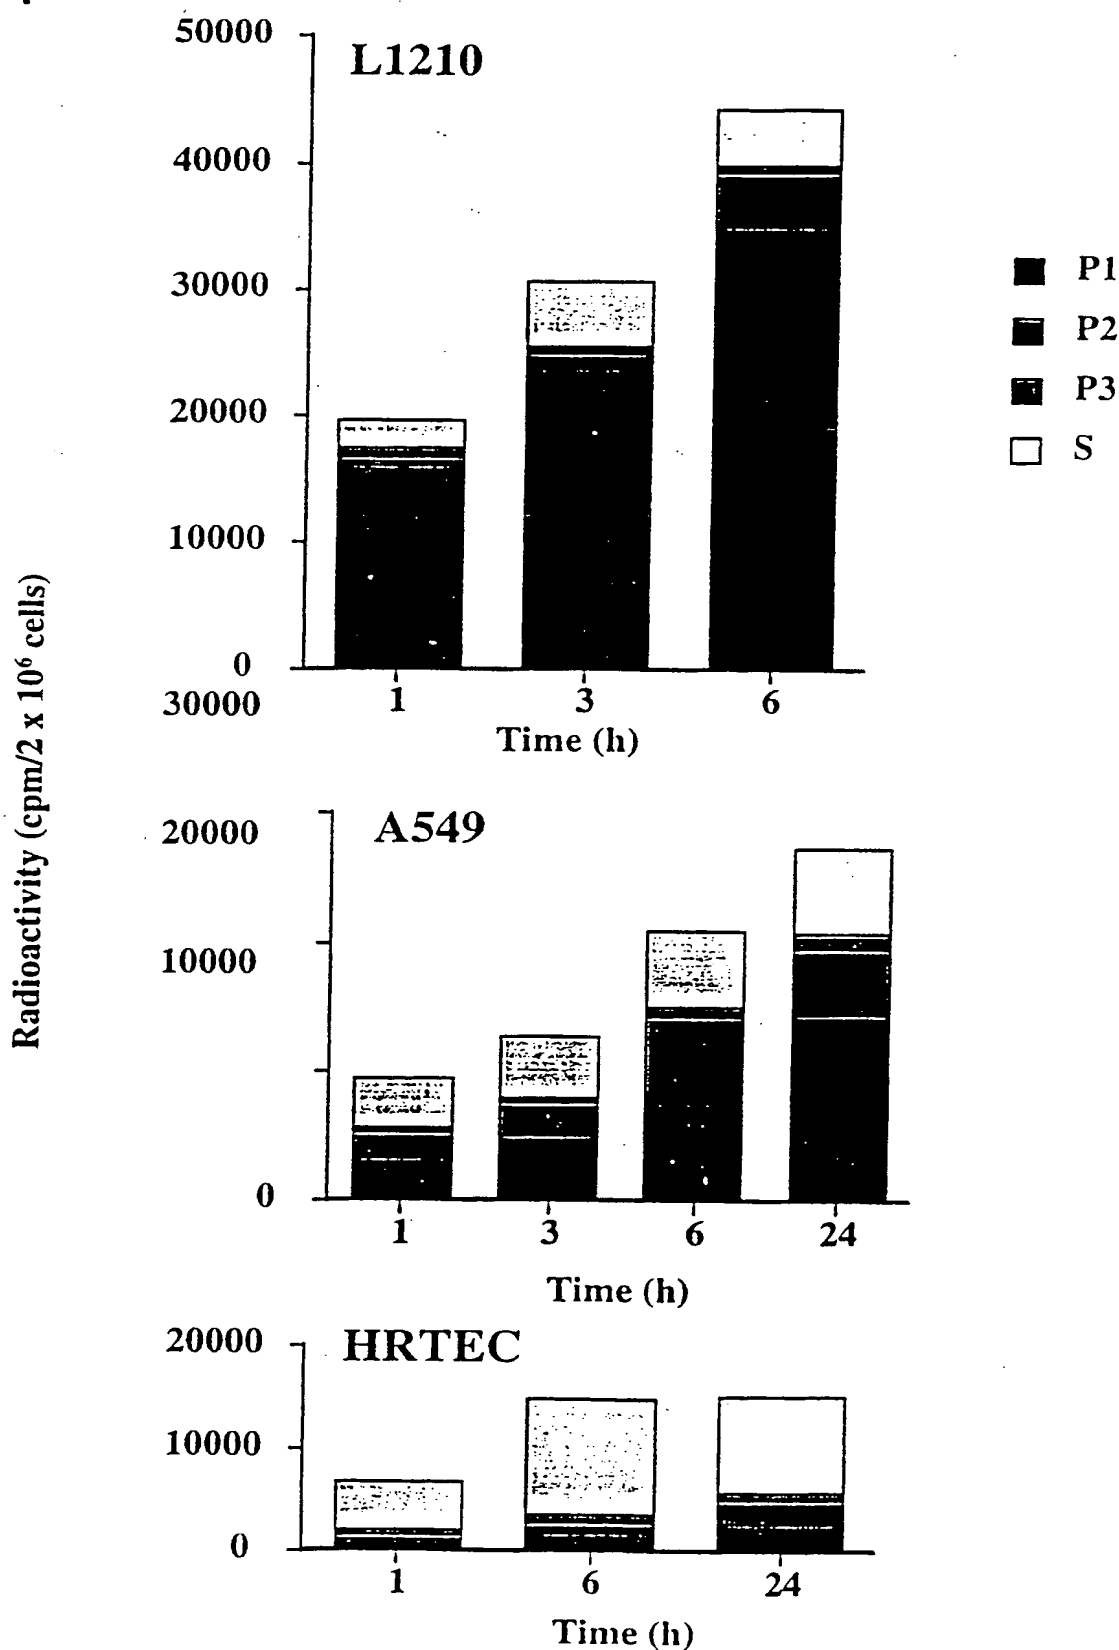 50000
L1210
40000
30000
20000
10000
0
1 3 6
Time (h)
P1
P2
P3
S
Radioactivity (cpm/2 x 10⁶ cells)
30000
A549
20000
10000
0
1 3 6 24
Time (h)
20000
HRTEC
10000
0
1 6 24
Time (h)